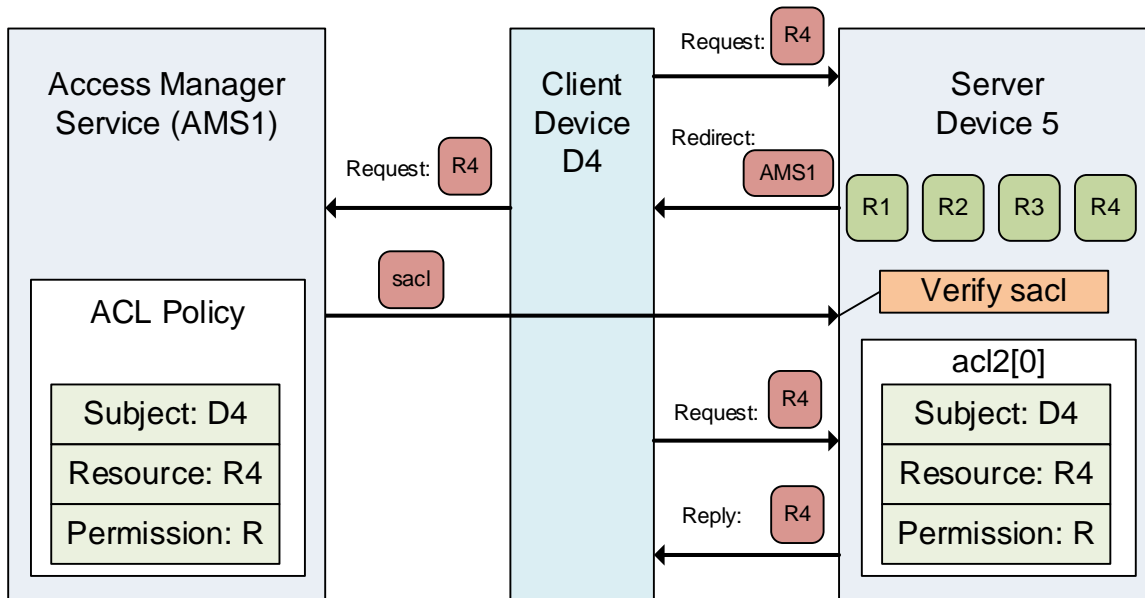 Access Manager
Service (AMS1)
ACL Policy
Subject: D4
Resource: R4
Permission: R
Request: R4
sacl
Client
Device
D4
Request: R4
Redirect:
AMS1
Request: R4
Reply: R4
Server
Device 5
R1 R2 R3 R4
Verify sacl
acl2[0]
Subject: D4
Resource: R4
Permission: R